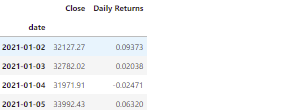 Close Daily Returns
date
2021-01-02 32127.27 0.09373
2021-01-03 32782.02 0.02038
2021-01-04 31971.91 -0.02471
2021-01-05 33992.43 0.06320